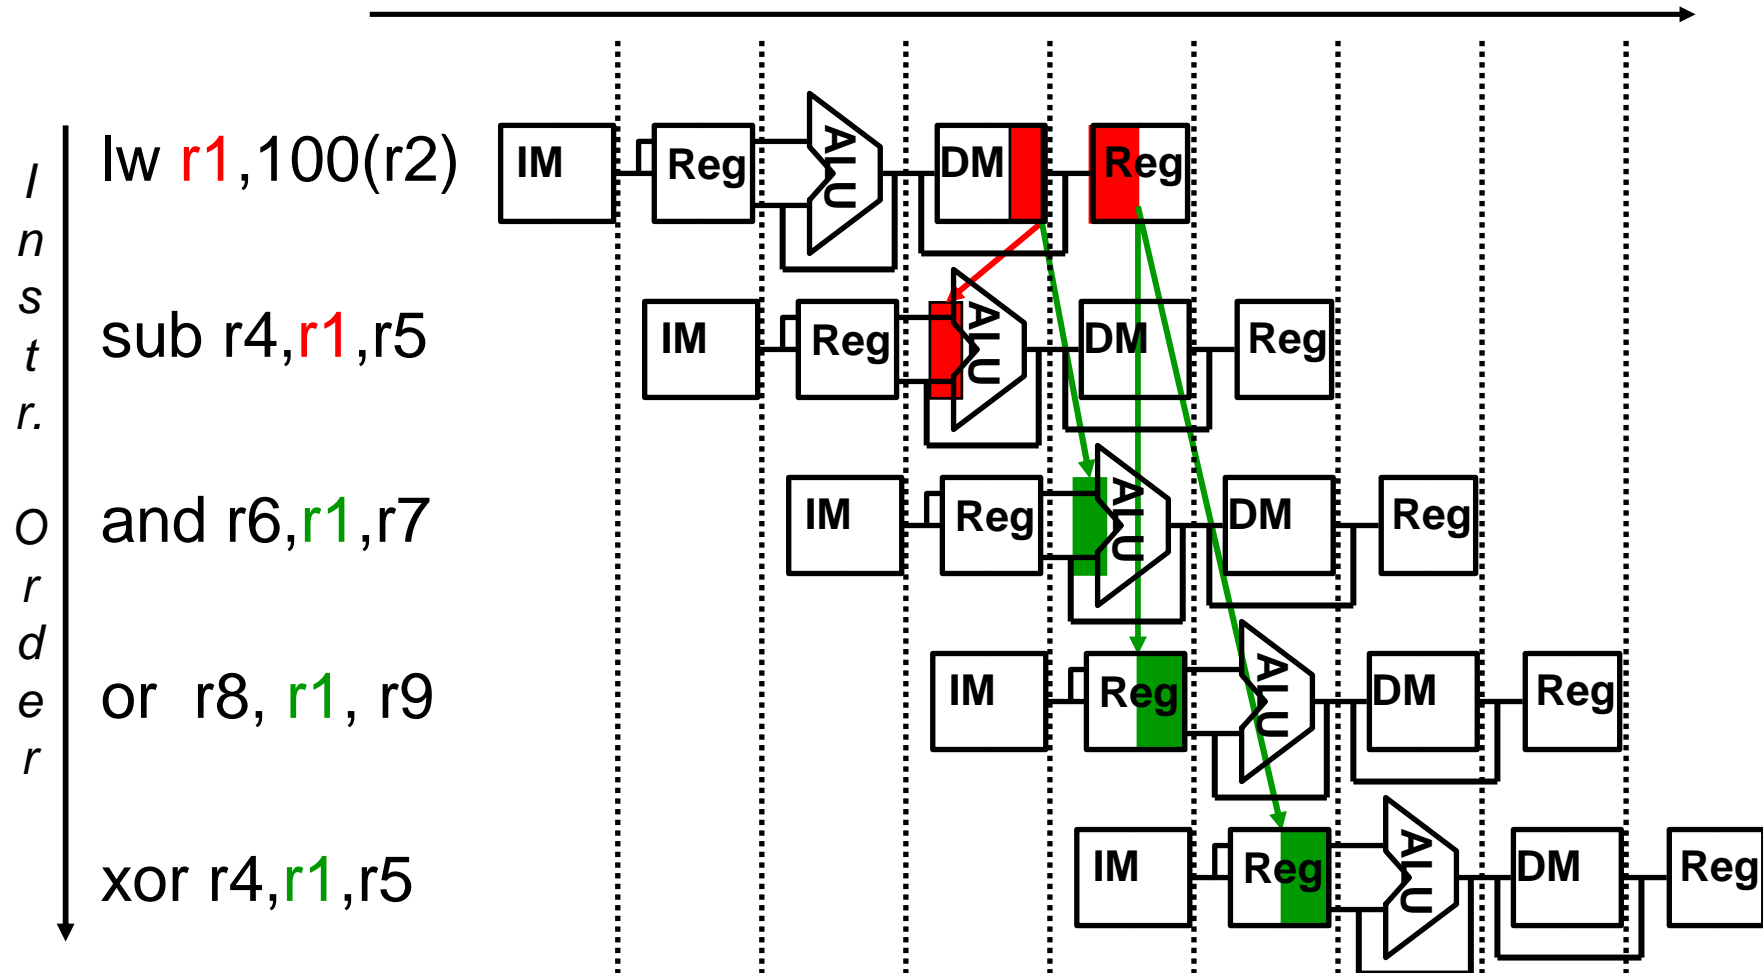 Instr. Order
lw r1,100(r2)
IM Reg ALU DM Reg
sub r4,r1,r5
IM Reg ALU DM Reg
and r6,r1,r7
IM Reg ALU DM Reg
or r8, r1, r9
IM Reg ALU DM Reg
xor r4,r1,r5
IM Reg ALU DM Reg